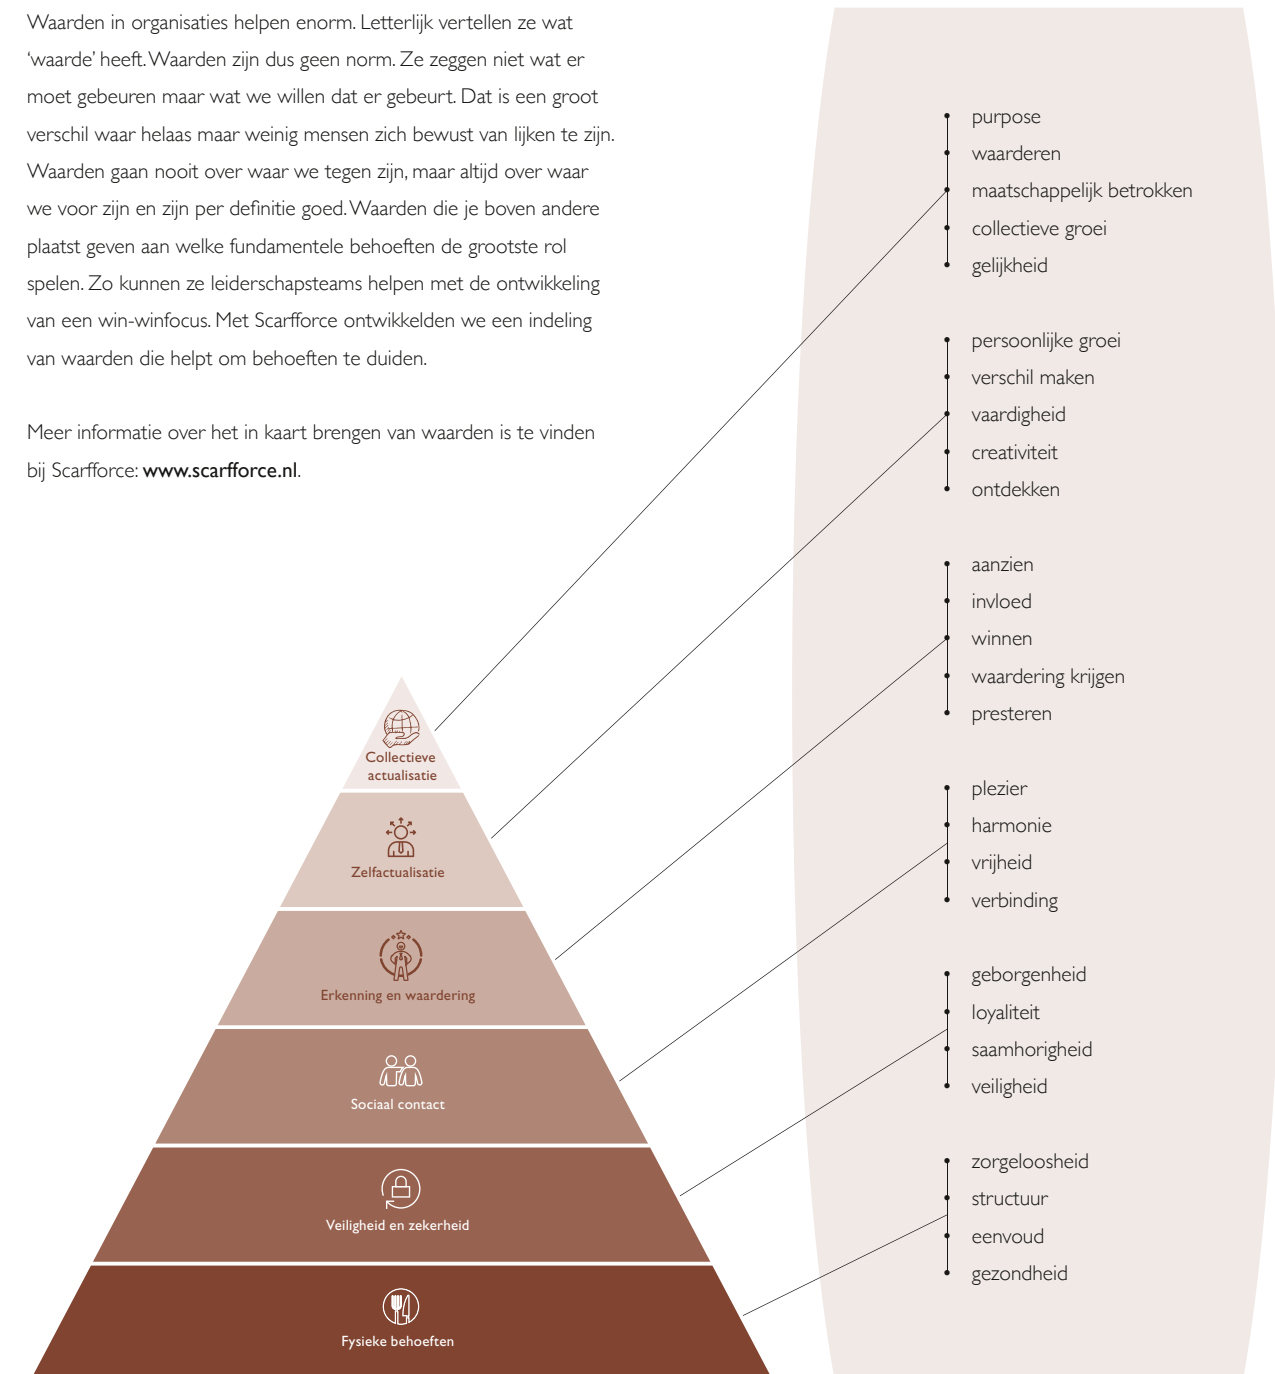 Waarden in organisaties helpen enorm. Letterlijk vertellen ze wat
‘waarde’ heeft. Waarden zijn dus geen norm. Ze zeggen niet wat er
moet gebeuren maar wat we willen dat er gebeurt. Dat is een groot
verschil waar helaas maar weinig mensen zich bewust van lijken te zijn.
Waarden gaan nooit over waar we tegen zijn, maar altijd over waar
we voor zijn en zijn per definitie goed. Waarden die je boven andere
plaatst geven aan welke fundamentele behoeften de grootste rol
spelen. Zo kunnen ze leiderschapsteams helpen met de ontwikkeling
van een win-winfocus. Met Scarfforce ontwikkelden we een indeling
van waarden die helpt om behoeften te duiden.
Meer informatie over het in kaart brengen van waarden is te vinden
bij Scarfforce: www.scarfforce.nl.
Collectieve
actualisatie
Zelfactualisatie
Erkenning en waardering
Sociaal contact
Veiligheid en zekerheid
Fysieke behoeften
purpose
waarderen
maatschappelijk betrokken
collectieve groei
gelijkheid
persoonlijke groei
verschil maken
vaardigheid
creativiteit
ontdekken
aanzien
invloed
winnen
waardering krijgen
presteren
plezier
harmonie
vrijheid
verbinding
geborgenheid
loyaliteit
saamhorigheid
veiligheid
zorgeloosheid
structuur
eenvoud
gezondheid